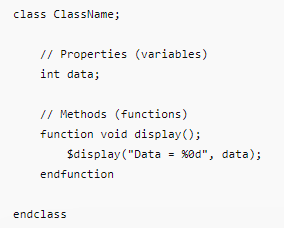 class ClassName;
// Properties (variables)
int data;
// Methods (functions)
function void display();
$display("Data = %0d", data);
endfunction
endclass